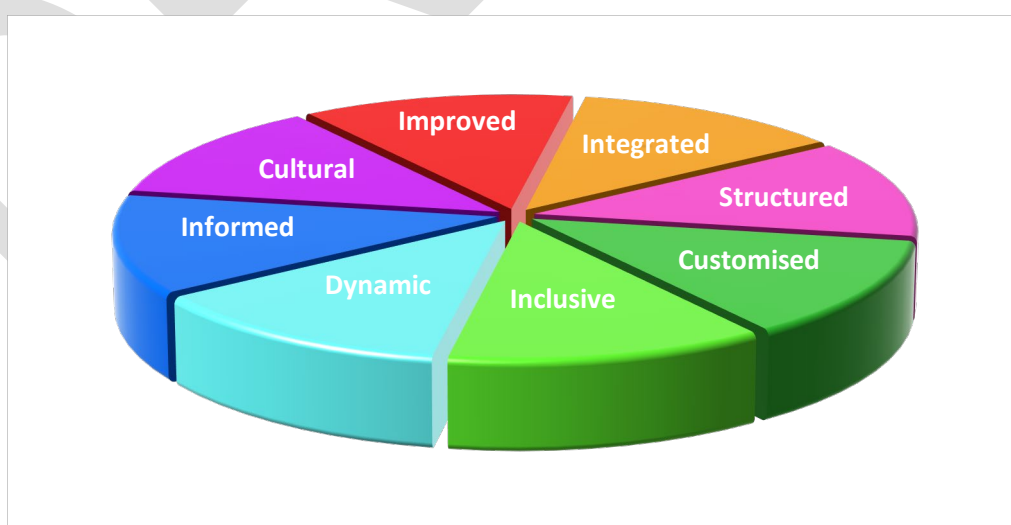 Improved
Integrated
Cultural
Structured
Informed
Customised
Dynamic
Inclusive